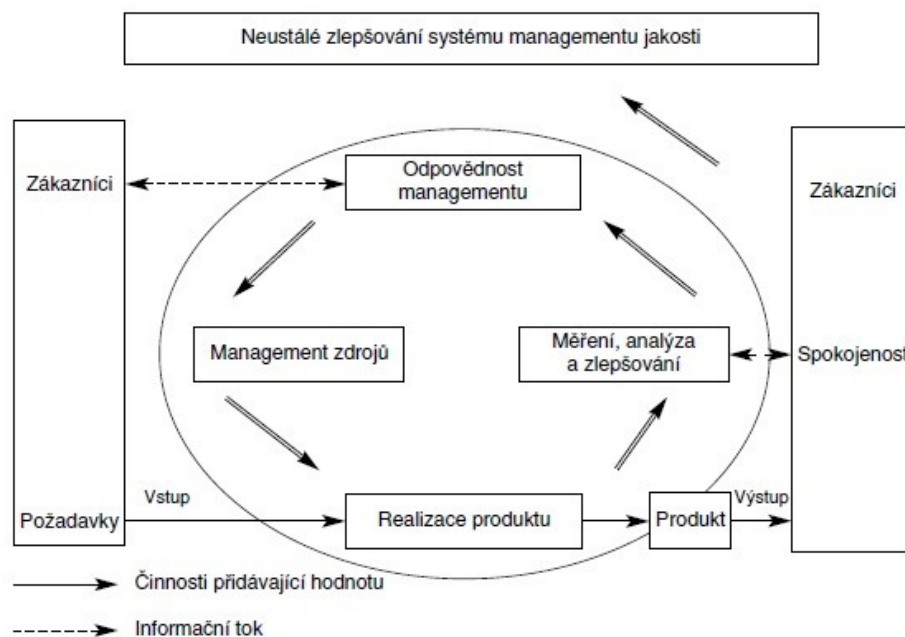 Neustálé zlepšování systému managementu jakosti
Zákazníci
Odpovědnost
managementu
Zákazníci
Management zdrojů
Měření, analýza
a zlepšování
Spokojenost
Vstup
Výstup
Požadavky
Realizace produktu
Produkt
Činnosti přidávající hodnotu
Informační tok